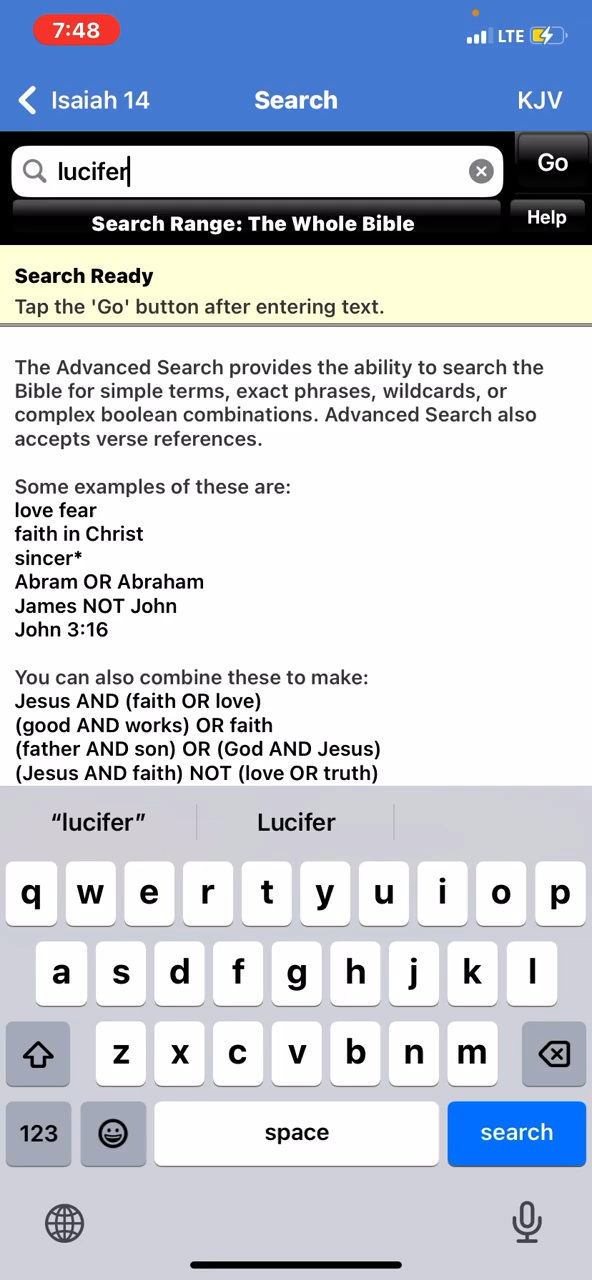 7:48
LTE
Isaiah 14 Search KJV
lucifer Go
Search Range: The Whole Bible Help
Search Ready
Tap the 'Go' button after entering text.
The Advanced Search provides the ability to search the
Bible for simple terms, exact phrases, wildcards, or
complex boolean combinations. Advanced Search also
accepts verse references.
Some examples of these are:
love fear
faith in Christ
sincer*
Abram OR Abraham
James NOT John
John 3:16
You can also combine these to make:
Jesus AND (faith OR love)
(good AND works) OR faith
(father AND son) OR (God AND Jesus)
(Jesus AND faith) NOT (love OR truth)
“lucifer” Lucifer
q w e r t y u i o p
a s d f g h j k l
z x c v b n m
123 space search